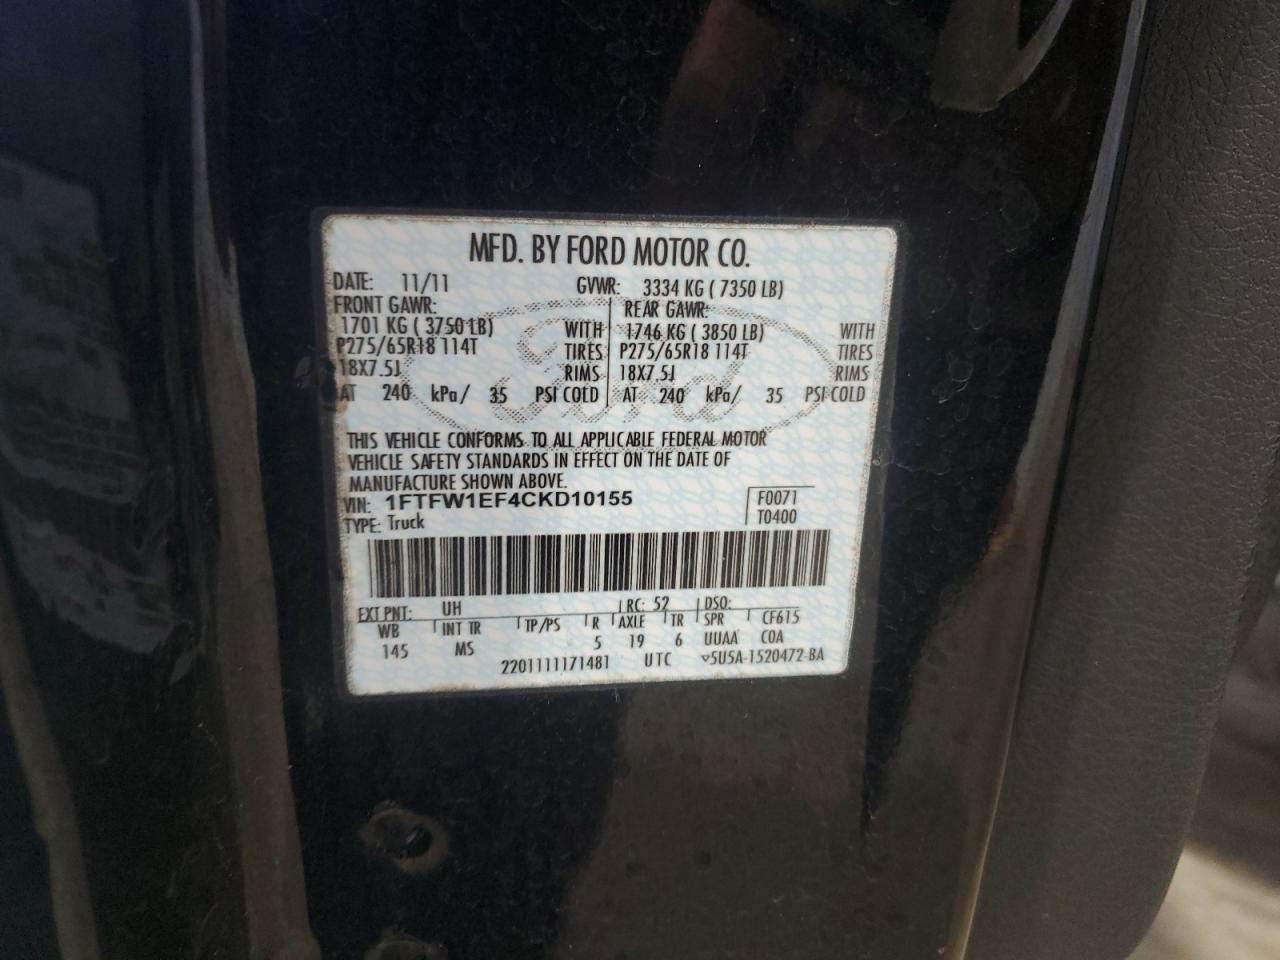 MFD. BY FORD MOTOR CO.
DATE: 11/11 GVWR: 3334 KG ( 7350 LB)
FRONT GAWR: REAR GAWR:
1701 KG ( 3750 LB) WITH 1746 KG ( 3850 LB) WITH
P275/65R18 114T TIRES P275/65R18 114T TIRES
18X7.5J RIMS 18X7.5J RIMS
AT 240 kPa/ 35 PSI COLD AT 240 kPa/ 35 PSI COLD
Ford
THIS VEHICLE CONFORMS TO ALL APPLICABLE FEDERAL MOTOR
VEHICLE SAFETY STANDARDS IN EFFECT ON THE DATE OF
MANUFACTURE SHOWN ABOVE.
VIN: 1FTFW1EF4CKD10155 F0071
TYPE: Truck T0400
EXT PNT: UH RC: 52 DSO:
WB INT TR TP/PS R AXLE TR SPR CF615
145 MS 5 19 6 UUAA COA
2201111171481 UTC ▽5U5A-1520472-BA